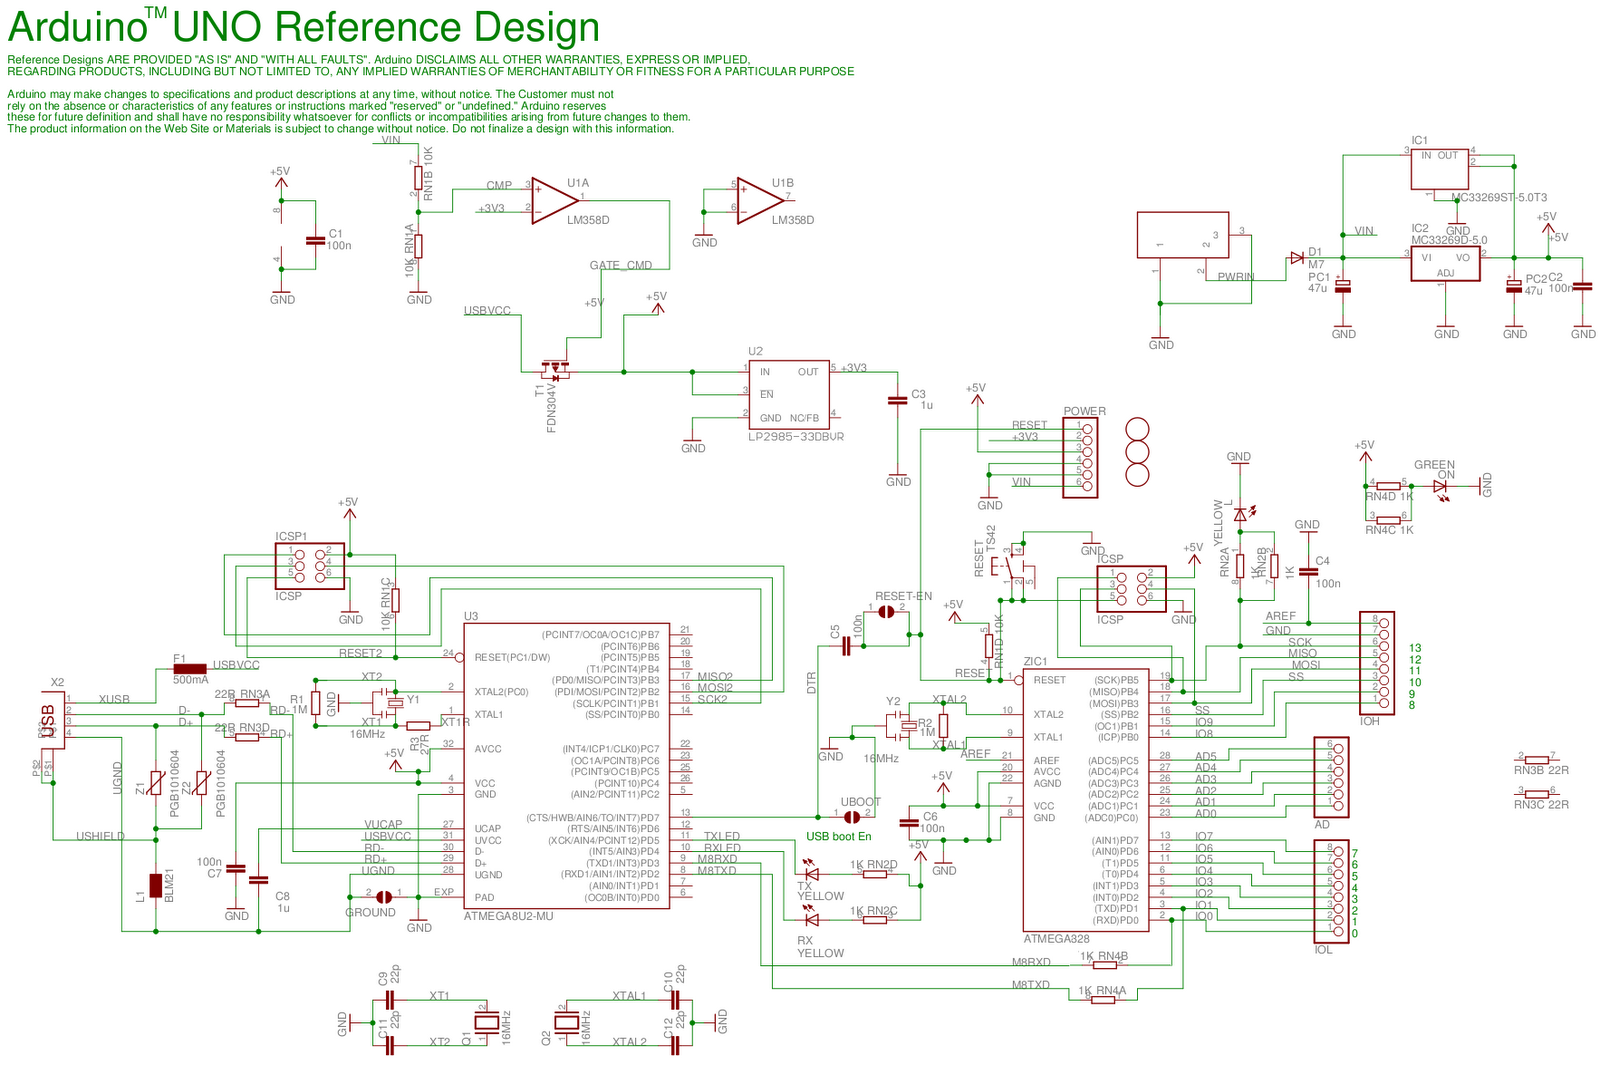 Arduino™ UNO Reference Design
Reference Designs ARE PROVIDED "AS IS" AND "WITH ALL FAULTS". Arduino DISCLAIMS ALL OTHER WARRANTIES, EXPRESS OR IMPLIED,
REGARDING PRODUCTS, INCLUDING BUT NOT LIMITED TO, ANY IMPLIED WARRANTIES OF MERCHANTABILITY OR FITNESS FOR A PARTICULAR PURPOSE
Arduino may make changes to specifications and product descriptions at any time, without notice. The Customer must not
rely on the absence or characteristics of any features or instructions marked "reserved" or "undefined." Arduino reserves
these for future definition and shall have no responsibility whatsoever for conflicts or incompatibilities arising from future changes to them.
The product information on the Web Site or Materials is subject to change without notice. Do not finalize a design with this information.
VIN
RN1B 10K
10K RN1A
GND
+5V
8
4
C1
100n
GND
CMP
+3V3
U1A
LM358D
GATE_CMD
U1B
LM358D
GND
USBVCC
+5V
+5V
T1
FDN304V
U2
1 IN OUT 5 +3V3
3 EN
2 GND NC/FB 4
LP2985-33DBVR
GND
C3
1u
GND
IC1
3 IN OUT 4
2
1
MC33269ST-5.0T3
GND
IC2
MC33269D-5.0
3 VI VO 2
ADJ
1
GND
VIN
D1
M7
PWRIN
1 2 3
GND
PC1
47u
GND
+5V
+5V
PC2
47u
GND
C2
100n
GND
POWER
+5V
RESET 1
+3V3 2
3
4
5
VIN 6
GND
+5V
RN4D 1K
RN4C 1K
GREEN
ON
GND
GND
L
YELLOW
RN2A
1K
RN2B
1K
GND
C4
100n
ICSP1
ICSP
+5V
GND
10K RN1C
RESET2
RESET
TS42
GND
ICSP
ICSP
+5V
GND
RESET-EN
C5
100n
DTR
+5V
RN1D 10K
RESET
F1
500mA
USBVCC
X2
USB
P$2
P$1
XUSB
D-
D+
22R RN3A
22R RN3D
RD-
RD+
UGND
Z1
PGB1010604
Z2
PGB1010604
USHIELD
L1
BLM21
100n
C7
GND
C8
1u
R1
1M
GND
XT2
XT1
Y1
16MHz
R3
27R
XT1R
+5V
VUCAP
USBVCC
RD-
RD+
UGND
GROUND
EXP
GND
U3
24 RESET(PC1/DW)
2 XTAL2(PC0)
1 XTAL1
32 AVCC
4 VCC
3 GND
27 UCAP
31 UVCC
30 D-
29 D+
28 UGND
PAD
ATMEGA8U2-MU
(PCINT7/OC0A/OC1C)PB7 21
(PCINT6)PB6 20
(PCINT5)PB5 19
(T1/PCINT4)PB4 18
(PD0/MISO/PCINT3)PB3 17 MISO2
(PDI/MOSI/PCINT2)PB2 16 MOSI2
(SCLK/PCINT1)PB1 15 SCK2
(SS/PCINT0)PB0 14
(INT4/ICP1/CLK0)PC7 22
(OC1A/PCINT8)PC6 23
(PCINT9/OC1B)PC5 25
(PCINT10)PC4 26
(AIN2/PCINT11)PC2 5
(CTS/HWB/AIN6/TO/INT7)PD7 13
(RTS/AIN5/INT6)PD6 12
(XCK/AIN4/PCINT12)PD5 11 TXLED
(INT5/AIN3)PD4 10 RXLED
(TXD1/INT3)PD3 9 M8RXD
(RXD1/AIN1/INT2)PD2 8 M8TXD
(AIN0/INT1)PD1 7
(OC0B/INT0)PD0 6
UBOOT
USB boot En
+5V
1K RN2D
TX
YELLOW
1K RN2C
RX
YELLOW
Y2
XTAL2
XTAL1
16MHz
R2
1M
GND
AREF
+5V
C6
100n
GND
ZIC1
1 RESET
10 XTAL2
9 XTAL1
21 AREF
20 AVCC
22 AGND
7 VCC
8 GND
ATMEGA328
(SCK)PB5 19
(MISO)PB4 18
(MOSI)PB3 17
(SS)PB2 16 SS
(OC1)PB1 15 IO9
(ICP)PB0 14 IO8
(ADC5)PC5 28 AD5
(ADC4)PC4 27 AD4
(ADC3)PC3 26 AD3
(ADC2)PC2 25 AD2
(ADC1)PC1 24 AD1
(ADC0)PC0 23 AD0
(AIN1)PD7 13 IO7
(AIN0)PD6 12 IO6
(T1)PD5 11 IO5
(T0)PD4 6 IO4
(INT1)PD3 5 IO3
(INT0)PD2 4 IO2
(TXD)PD1 3 IO1
(RXD)PD0 2 IO0
AREF 8
GND 7
SCK 6 13
MISO 5 12
MOSI 4 11
SS 3 10
2 9
1 8
IOH
6
5
4
3
2
1
AD
8 7
7 6
6 5
5 4
4 3
3 2
2 1
1 0
IOL
2 7
RN3B 22R
3 6
RN3C 22R
M8RXD
1K RN4B
M8TXD
1K RN4A
GND
C9
22p
C11
22p
XT1
XT2
Q1
16MHz
Q2
16MHz
XTAL1
XTAL2
C10
22p
C12
22p
GND